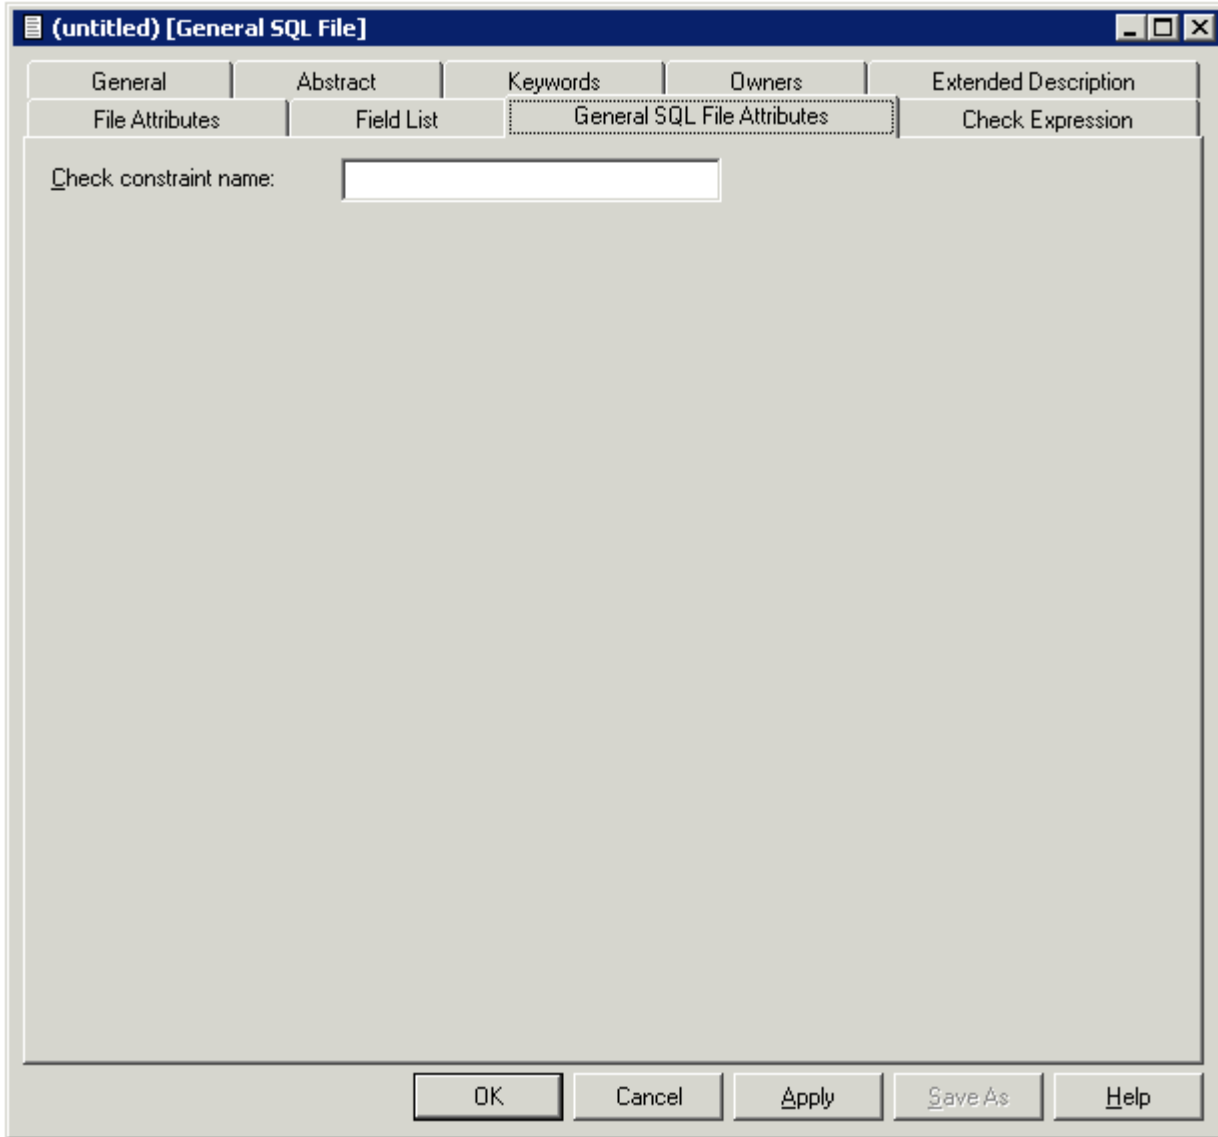 (untitled) [General SQL File]
General Abstract Keywords Owners Extended Description
File Attributes Field List General SQL File Attributes Check Expression
Check constraint name:
OK Cancel Apply Save As Help